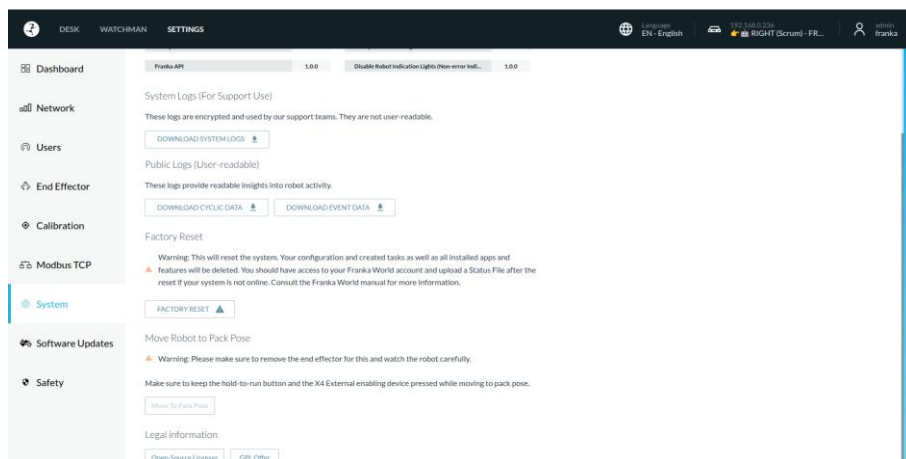 DESK WATCHMAN SETTINGS
Language
EN - English
192.168.0.236
RIGHT (Scrum) - FR...
admin
franka
Dashboard
Network
Users
End Effector
Calibration
Modbus TCP
System
Software Updates
Safety
Franka API 1.0.0 Disable Robot Indication Lights (Non-error Indi... 1.0.0
System Logs (For Support Use)
These logs are encrypted and used by our support teams. They are not user-readable.
DOWNLOAD SYSTEM LOGS
Public Logs (User-readable)
These logs provide readable insights into robot activity.
DOWNLOAD CYCLIC DATA DOWNLOAD EVENT DATA
Factory Reset
Warning: This will reset the system. Your configuration and created tasks as well as all installed apps and
features will be deleted. You should have access to your Franka World account and upload a Status File after the
reset if your system is not online. Consult the Franka World manual for more information.
FACTORY RESET
Move Robot to Pack Pose
Warning: Please make sure to remove the end effector for this and watch the robot carefully.
Make sure to keep the hold-to-run button and the X4 External enabling device pressed while moving to pack pose.
Move To Pack Pose
Legal information
Open-Source Licenses GPL Offer